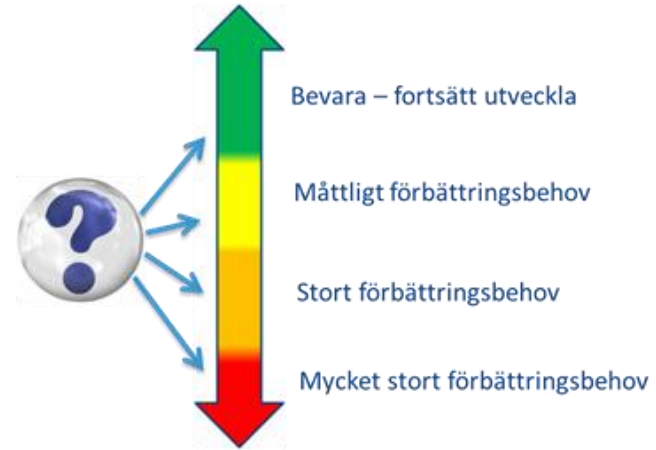 Bevara – fortsätt utveckla
Måttligt förbättringsbehov
Stort förbättringsbehov
Mycket stort förbättringsbehov
?